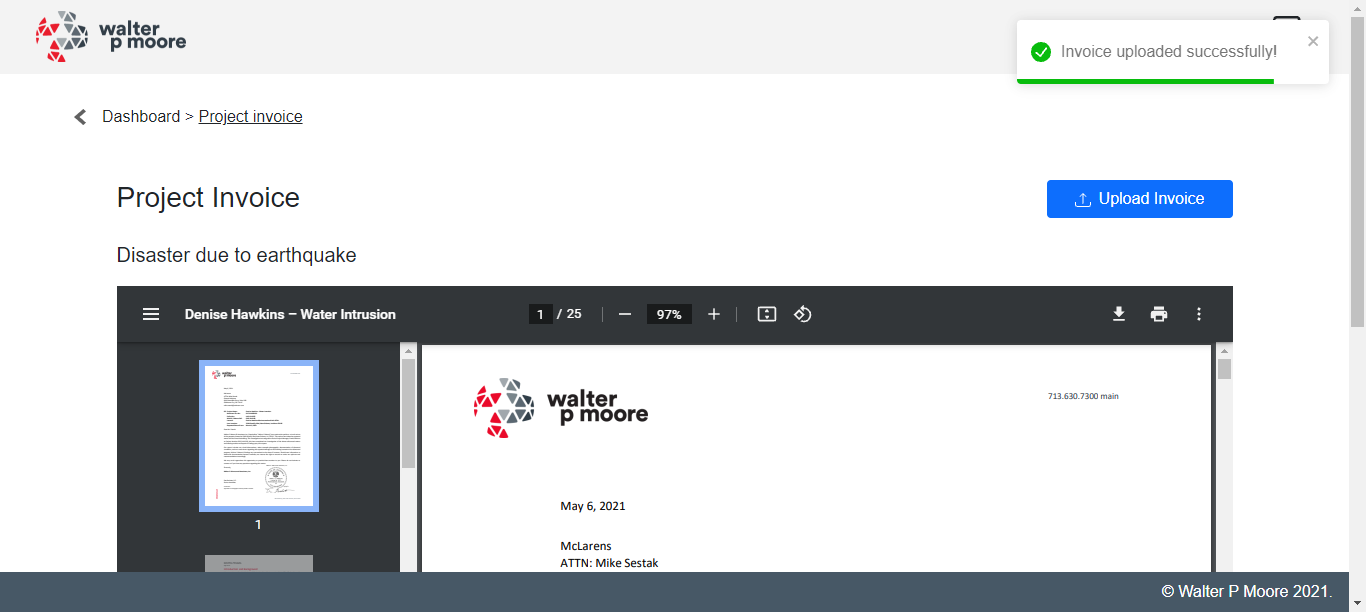 walter
p moore
Invoice uploaded successfully!
Dashboard > Project invoice
Project Invoice
Upload Invoice
Disaster due to earthquake
Denise Hawkins – Water Intrusion
1 / 25
97%
walter
p moore
1
walter
p moore
713.630.7300 main
May 6, 2021
McLarens
ATTN: Mike Sestak
© Walter P Moore 2021.